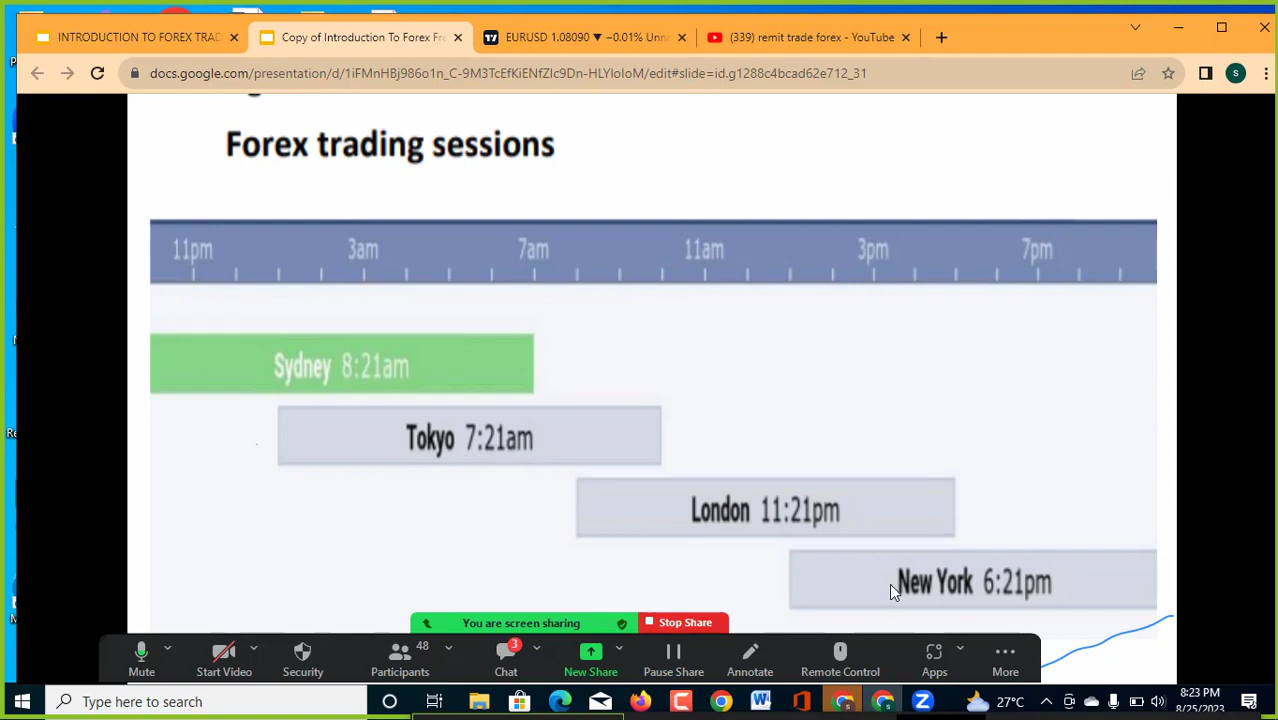 INTRODUCTION TO FOREX TRAD
Copy of Introduction To Forex Fr
EURUSD 1.08090 ▼ −0.01% Unna
(339) remit trade forex - YouTube
docs.google.com/presentation/d/1iFMnHBj986o1n_C-9M3TcEfKiENfZlc9Dn-HLYIoIoM/edit#slide=id.g1288c4bcad62e712_31
S
Forex trading sessions
11pm 3am 7am 11am 3pm 7pm
Sydney 8:21am
Tokyo 7:21am
London 11:21pm
New York 6:21pm
You are screen sharing
Stop Share
48
3
Mute
Start Video
Security
Participants
Chat
New Share
Pause Share
Annotate
Remote Control
Apps
More
Type here to search
27°C
8:23 PM
8/25/2023